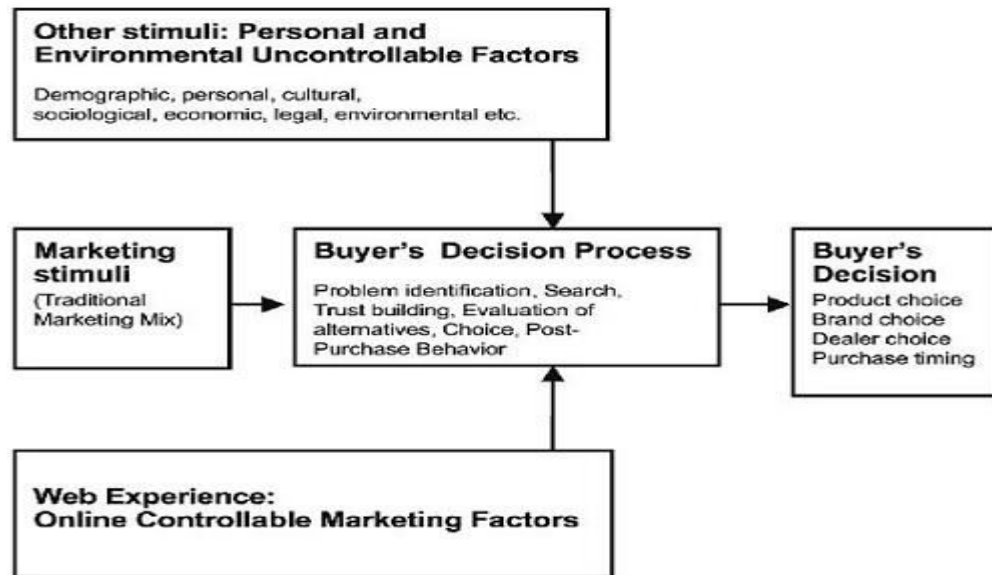 Other stimuli: Personal and
Environmental Uncontrollable Factors
Demographic, personal, cultural,
sociological, economic, legal, environmental etc.
Marketing
stimuli
(Traditional
Marketing Mix)
Buyer's Decision Process
Problem identification, Search,
Trust building, Evaluation of
alternatives, Choice, Post-
Purchase Behavior
Buyer's
Decision
Product choice
Brand choice
Dealer choice
Purchase timing
Web Experience:
Online Controllable Marketing Factors